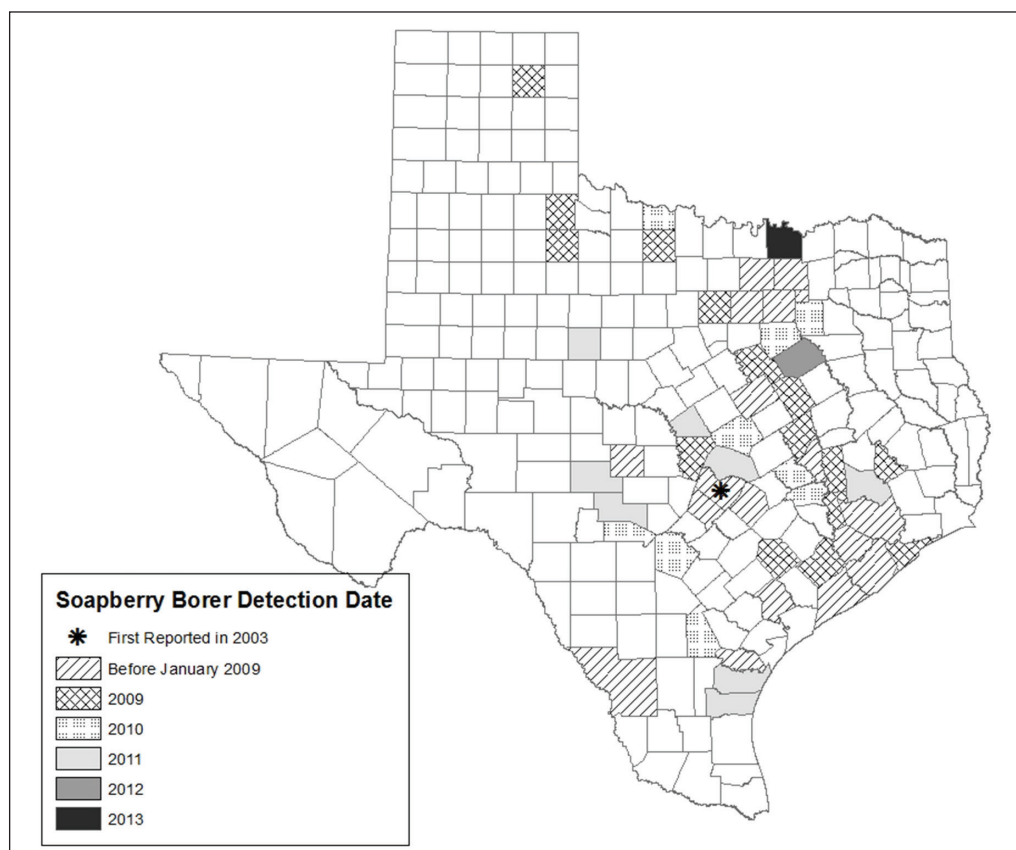 Soapberry Borer Detection Date
First Reported in 2003
Before January 2009
2009
2010
2011
2012
2013